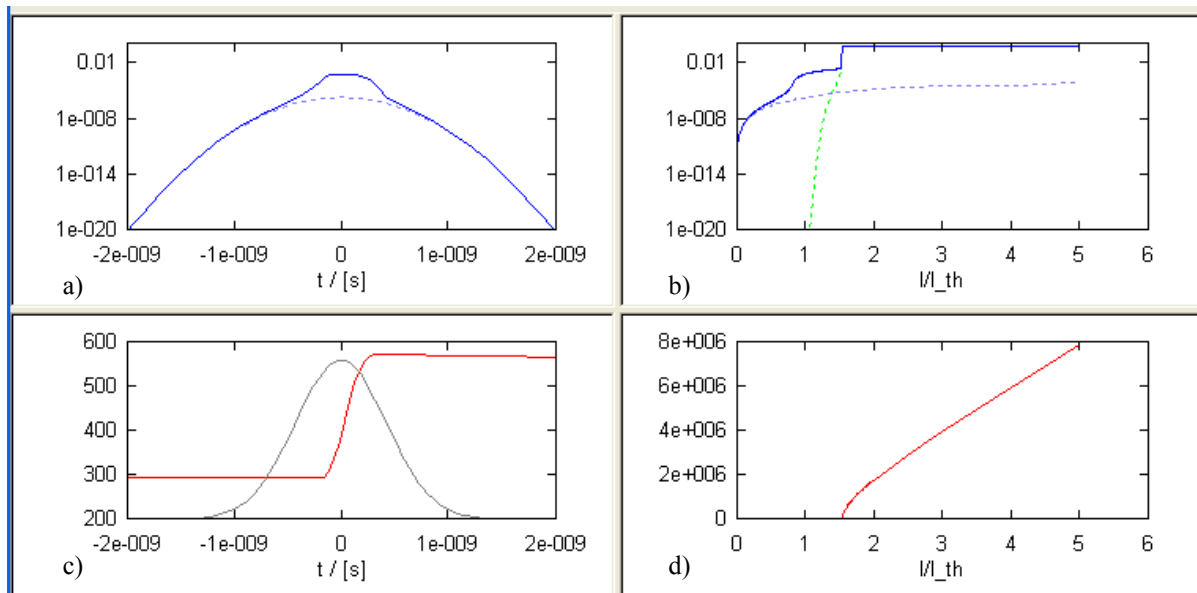 0.01
1e-008
1e-014
1e-020
-2e-009 -1e-009 0 1e-009 2e-009
t / [s]
a)
0.01
1e-008
1e-014
1e-020
0 1 2 3 4 5 6
I/I_th
b)
600
500
400
300
200
-2e-009 -1e-009 0 1e-009 2e-009
t / [s]
c)
8e+006
6e+006
4e+006
2e+006
0
0 1 2 3 4 5 6
I/I_th
d)